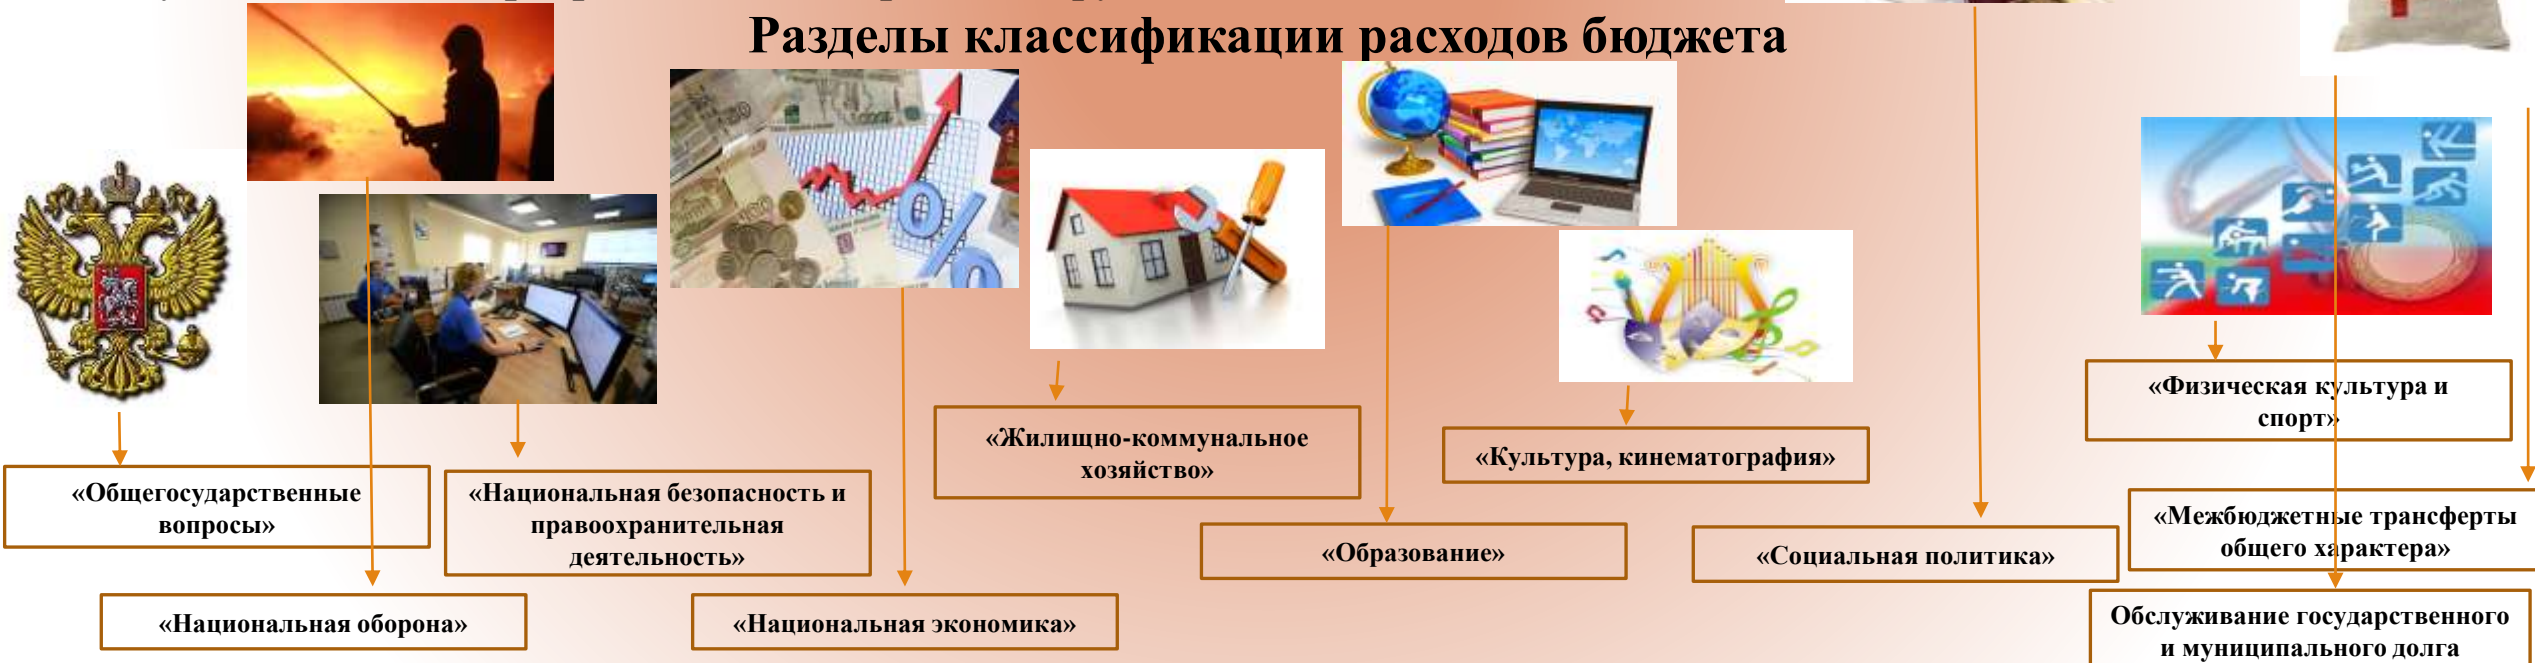 Разделы классификации расходов бюджета
«Общегосударственные
вопросы»
«Национальная оборона»
«Национальная безопасность и
правоохранительная
деятельность»
«Национальная экономика»
«Жилищно-коммунальное
хозяйство»
«Образование»
«Культура, кинематография»
«Социальная политика»
«Физическая культура и
спорт»
«Межбюджетные трансферты
общего характера»
Обслуживание государственного
и муниципального долга